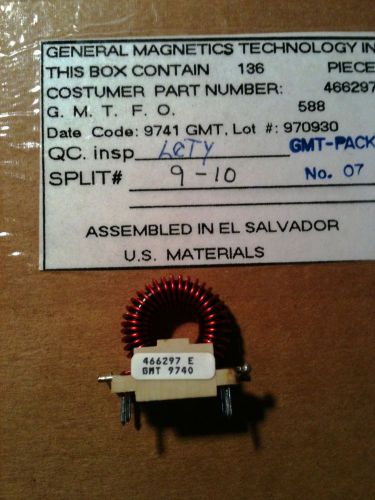 GENERAL MAGNETICS TECHNOLOGY IN
THIS BOX CONTAIN 136 PIECE
COSTUMER PART NUMBER: 466297
G. M. T. F. O. 588
Date Code: 9741 GMT, Lot #: 970930
QC. insp LETY GMT-PACK
SPLIT# 9-10 No. 07
ASSEMBLED IN EL SALVADOR
U.S. MATERIALS
466297 E
GMT 9740